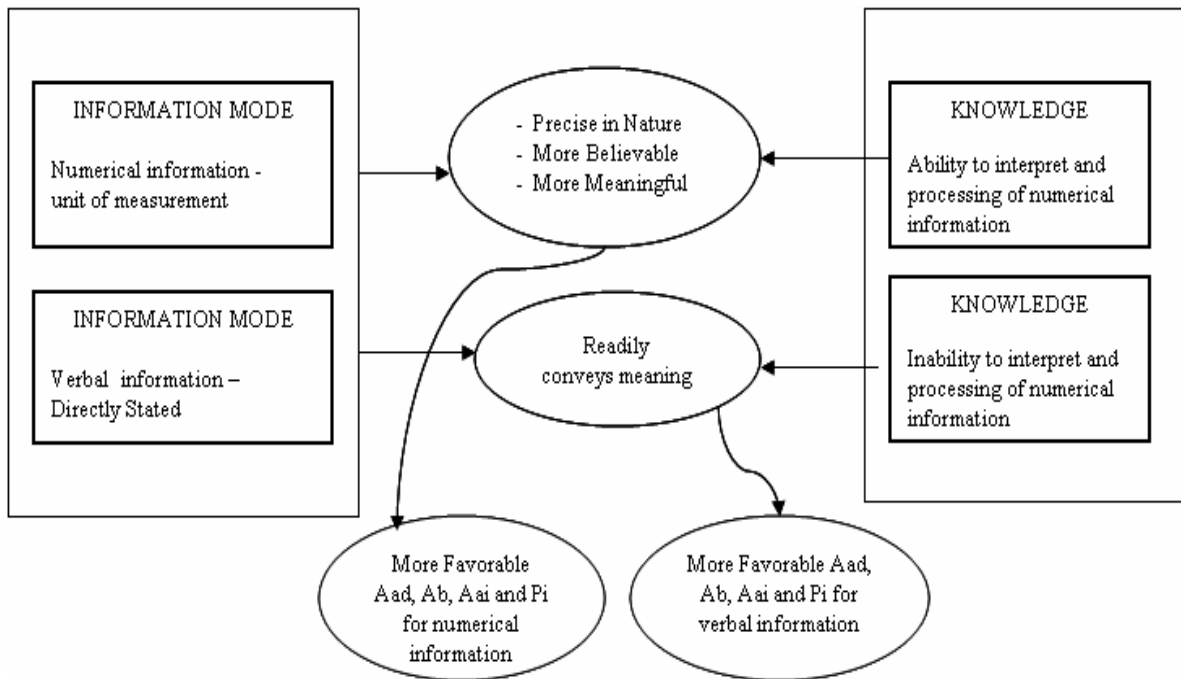 INFORMATION MODE
Numerical information -
unit of measurement
INFORMATION MODE
Verbal information –
Directly Stated
- Precise in Nature
- More Believable
- More Meaningful
Readily
conveys meaning
KNOWLEDGE
Ability to interpret and
processing of numerical
information
KNOWLEDGE
Inability to interpret and
processing of numerical
information
More Favorable
Aad, Ab, Aai and Pi
for numerical
information
More Favorable Aad,
Ab, Aai and Pi for
verbal information